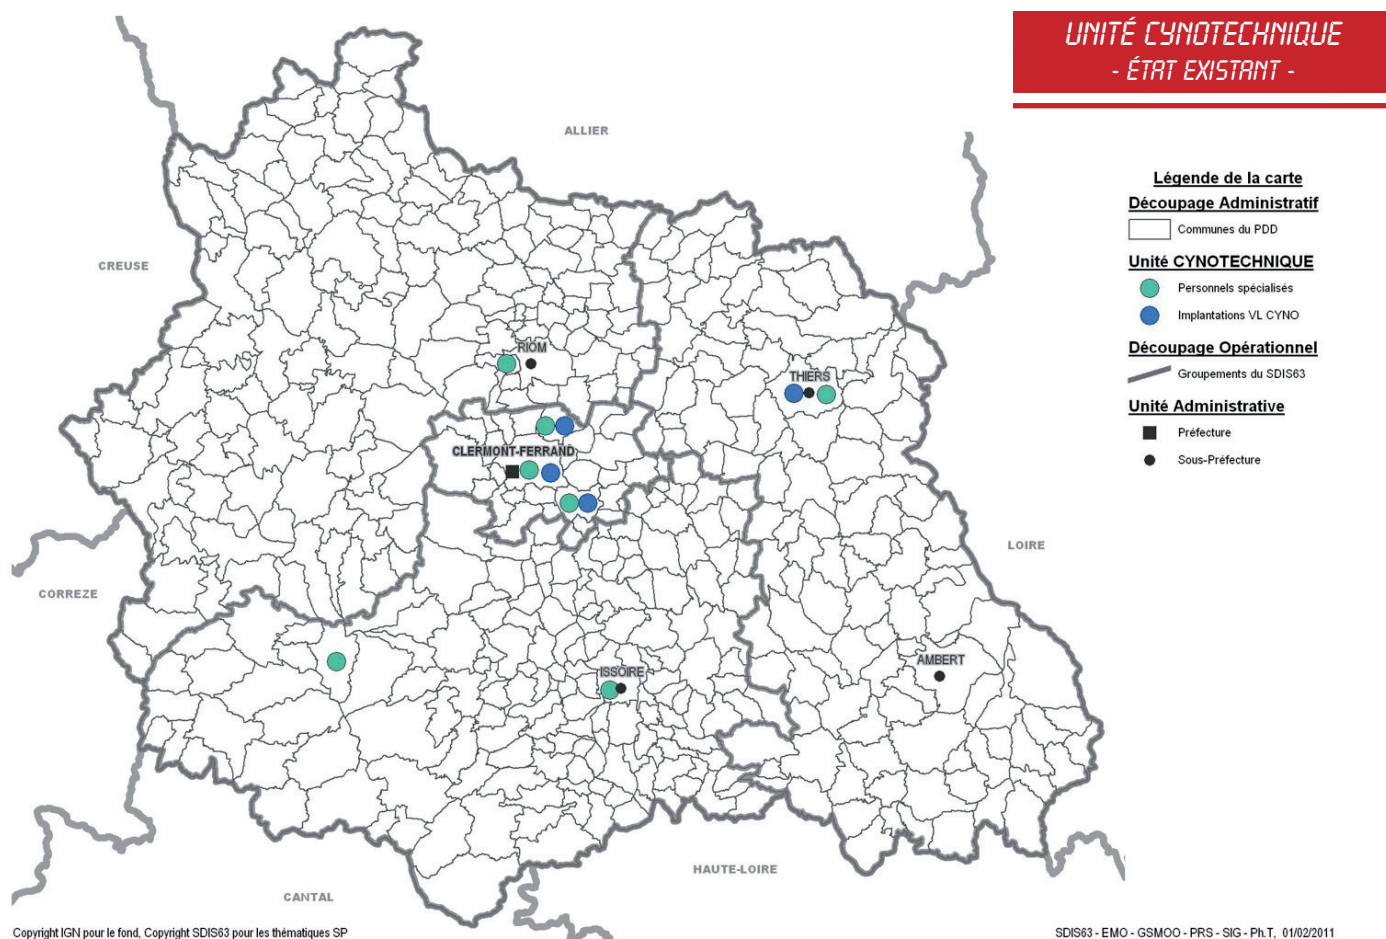 UNITÉ CYNOTECHNIQUE
- ÉTAT EXISTANT -
ALLIER
CREUSE
CORREZE
CANTAL
HAUTE-LOIRE
LOIRE
RIOM
THIERS
CLERMONT-FERRAND
ISSOIRE
AMBERT
Légende de la carte
Découpage Administratif
Communes du PDD
Unité CYNOTECHNIQUE
Personnels spécialisés
Implantations VL CYNO
Découpage Opérationnel
Groupements du SDIS63
Unité Administrative
Préfecture
Sous-Préfecture
Copyright IGN pour le fond, Copyright SDIS63 pour les thématiques SP
SDIS63 - EMO - GSMOO - PRS - SIG - Ph.T, 01/02/2011